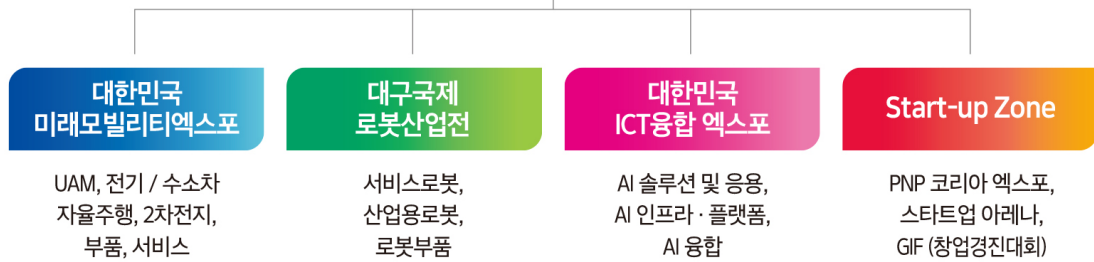 대한민국
미래모빌리티엑스포
UAM, 전기 / 수소차
자율주행, 2차전지,
부품, 서비스
대구국제
로봇산업전
서비스로봇,
산업용로봇,
로봇부품
대한민국
ICT융합 엑스포
AI 솔루션 및 응용,
AI 인프라 · 플랫폼,
AI 융합
Start-up Zone
PNP 코리아 엑스포,
스타트업 아레나,
GIF (창업경진대회)